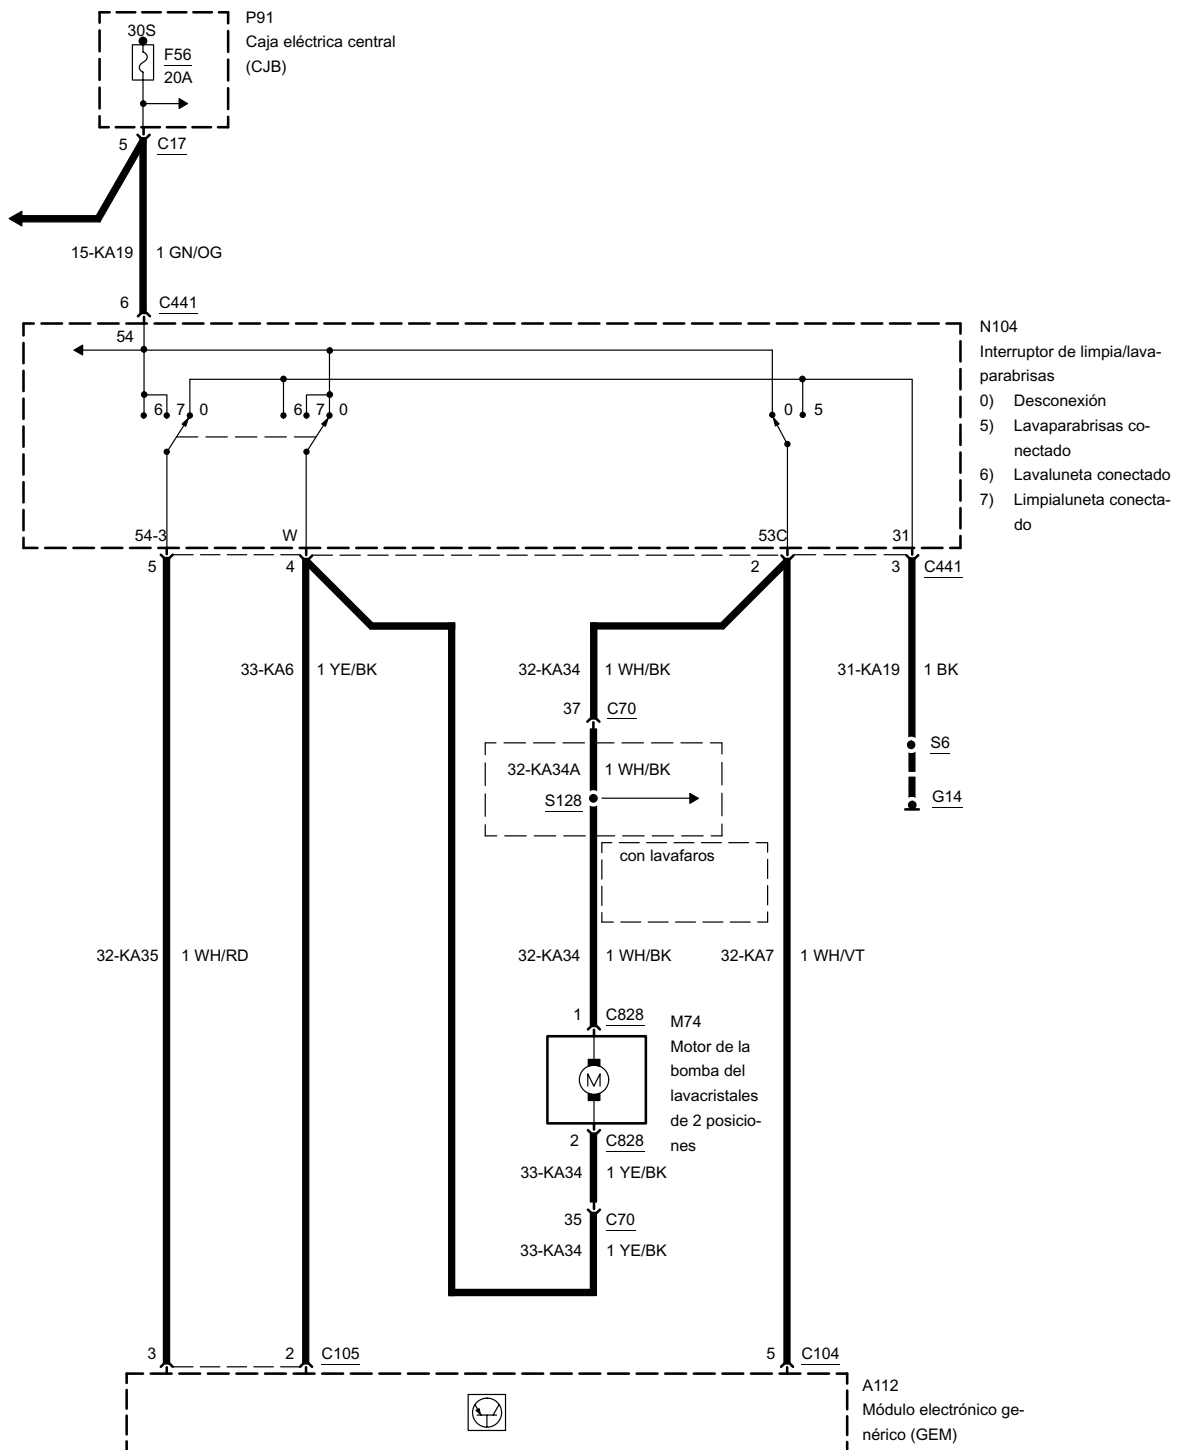 P91
Caja eléctrica central
(CJB)
30S
F56
20A
5 C17
15-KA19 1 GN/OG
6 C441
54
N104
Interruptor de limpia/lava-
parabrisas
0) Desconexión
5) Lavaparabrisas co-
nectado
6) Lavaluneta conectado
7) Limpialuneta conecta-
do
6 7 0 6 7 0 0 5
54-3 W 53C 31
5 4 2 3 C441
33-KA6 1 YE/BK 32-KA34 1 WH/BK 31-KA19 1 BK
37 C70
S6
32-KA34A 1 WH/BK
S128
G14
con lavafaros
32-KA35 1 WH/RD 32-KA34 1 WH/BK 32-KA7 1 WH/VT
1 C828
M74
Motor de la
bomba del
lavacristales
de 2 posicio-
nes
M
2 C828
33-KA34 1 YE/BK
35 C70
33-KA34 1 YE/BK
3 2 C105 5 C104
A112
Módulo electrónico ge-
nérico (GEM)